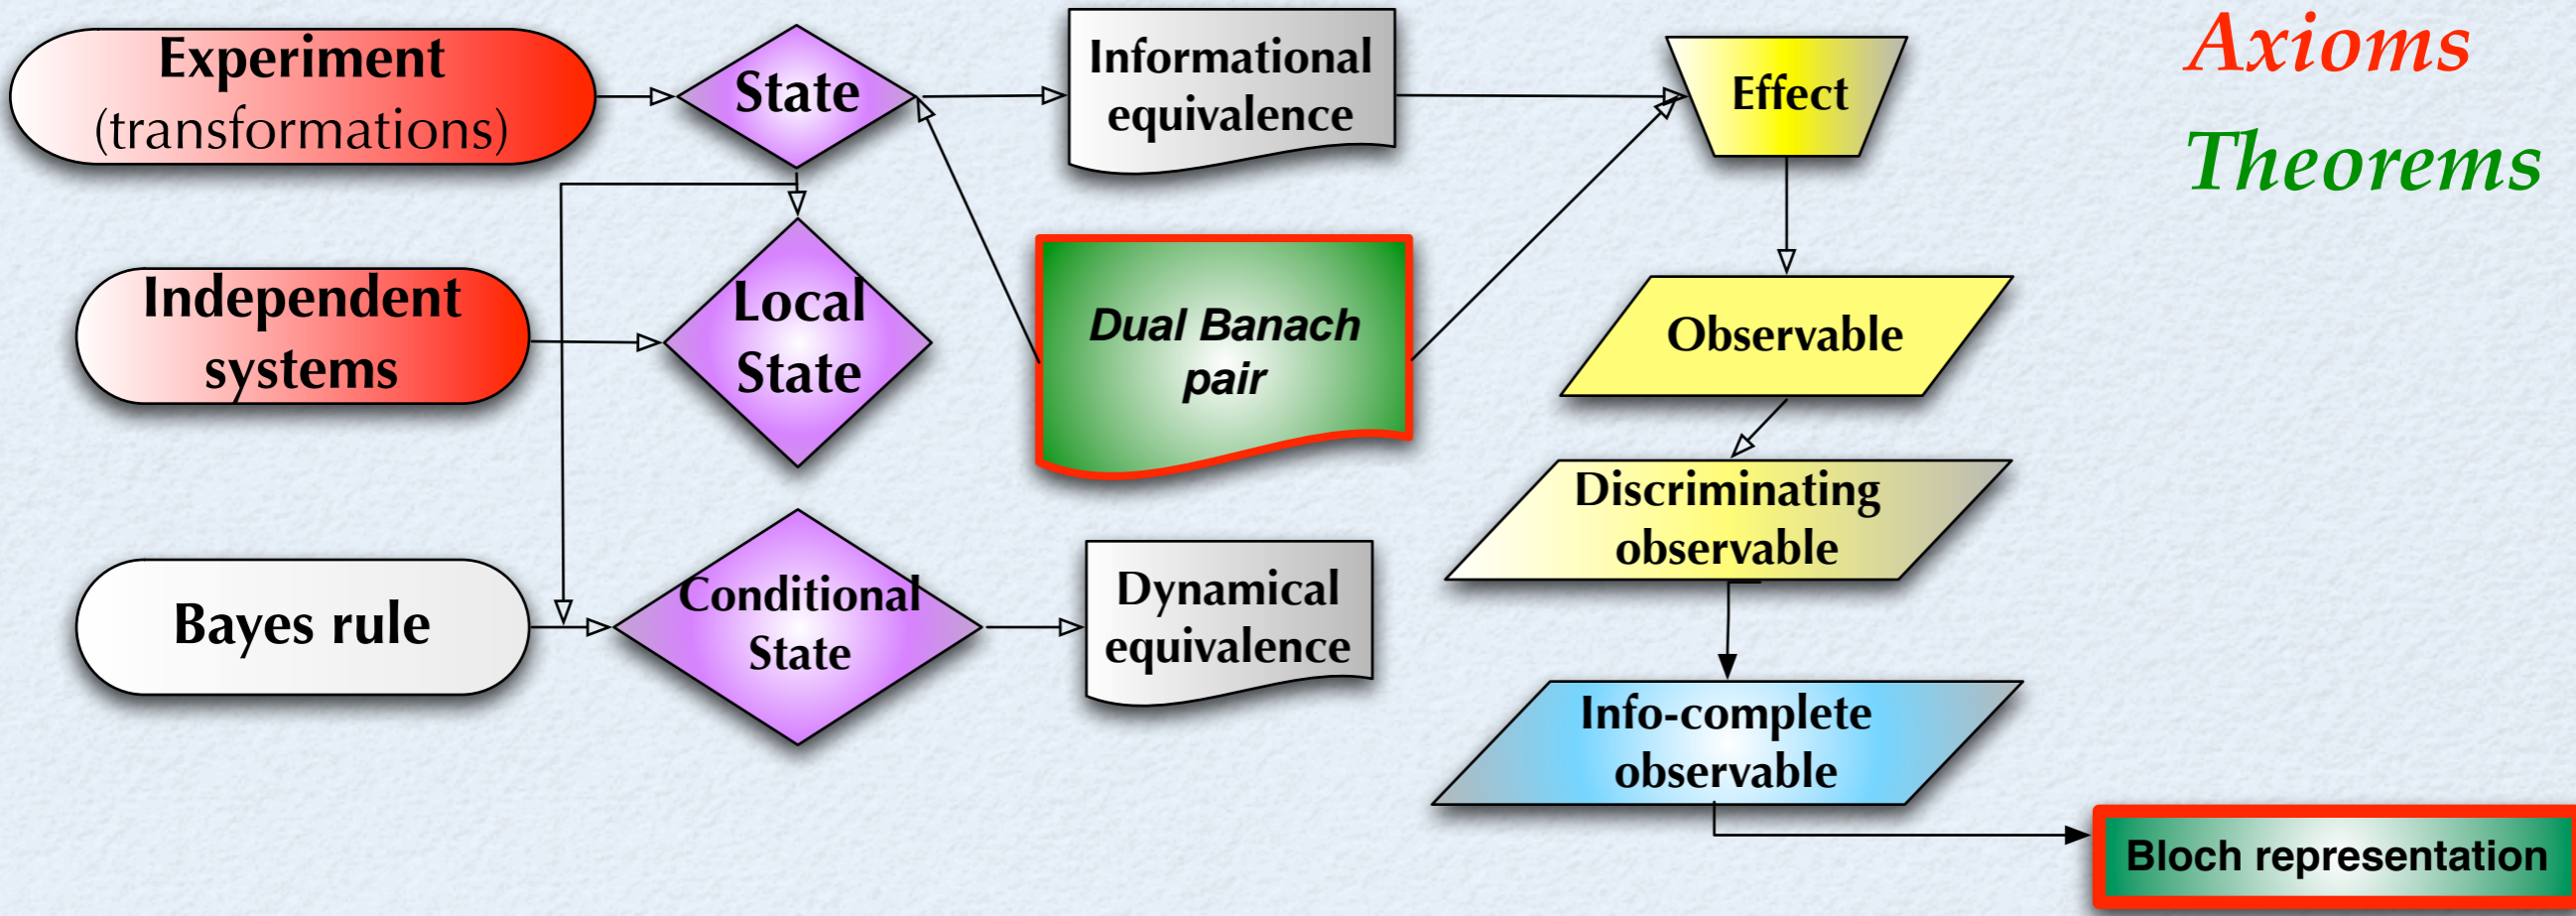 Experiment
(transformations)
State
Informational
equivalence
Effect
Axioms
Theorems
Independent
systems
Local
State
Dual Banach
pair
Observable
Discriminating
observable
Bayes rule
Conditional
State
Dynamical
equivalence
Info-complete
observable
Bloch representation